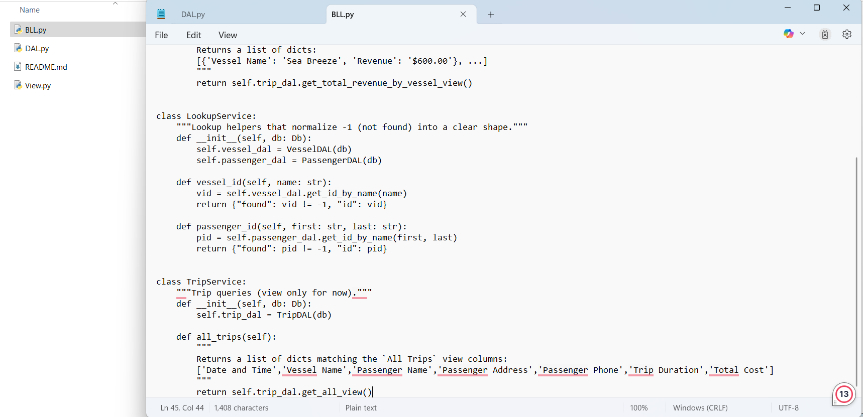 Name
BLL.py
DAL.py
README.md
View.py
DAL.py
BLL.py
File Edit View
Returns a list of dicts:
[{'Vessel Name': 'Sea Breeze', 'Revenue': '$600.00'}, ...]
"""
return self.trip_dal.get_total_revenue_by_vessel_view()
class LookupService:
"""Lookup helpers that normalize -1 (not found) into a clear shape."""
def __init__(self, db: Db):
self.vessel_dal = VesselDAL(db)
self.passenger_dal = PassengerDAL(db)
def vessel_id(self, name: str):
vid = self.vessel_dal.get_id_by_name(name)
return {"found": vid != -1, "id": vid}
def passenger_id(self, first: str, last: str):
pid = self.passenger_dal.get_id_by_name(first, last)
return {"found": pid != -1, "id": pid}
class TripService:
"""Trip queries (view only for now)."""
def __init__(self, db: Db):
self.trip_dal = TripDAL(db)
def all_trips(self):
"""
Returns a list of dicts matching the `All Trips` view columns:
['Date and Time','Vessel Name','Passenger Name','Passenger Address','Passenger Phone','Trip Duration','Total Cost']
"""
return self.trip_dal.get_all_view()
Ln 45, Col 44 1,408 characters Plain text 100% Windows (CRLF) UTF-8
13